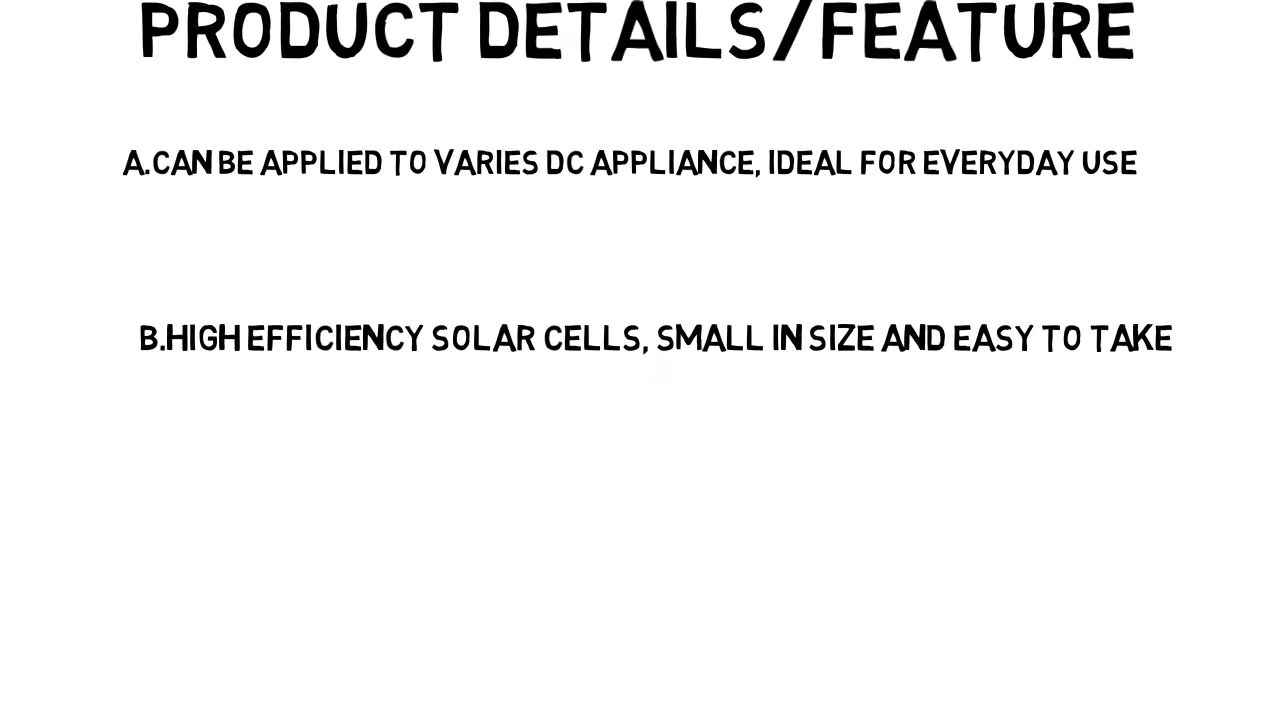 PRODUCT DETAILS/FEATURE
A.CAN BE APPLIED TO VARIES DC APPLIANCE, IDEAL FOR EVERYDAY USE
B.HIGH EFFICIENCY SOLAR CELLS, SMALL IN SIZE AND EASY TO TAKE